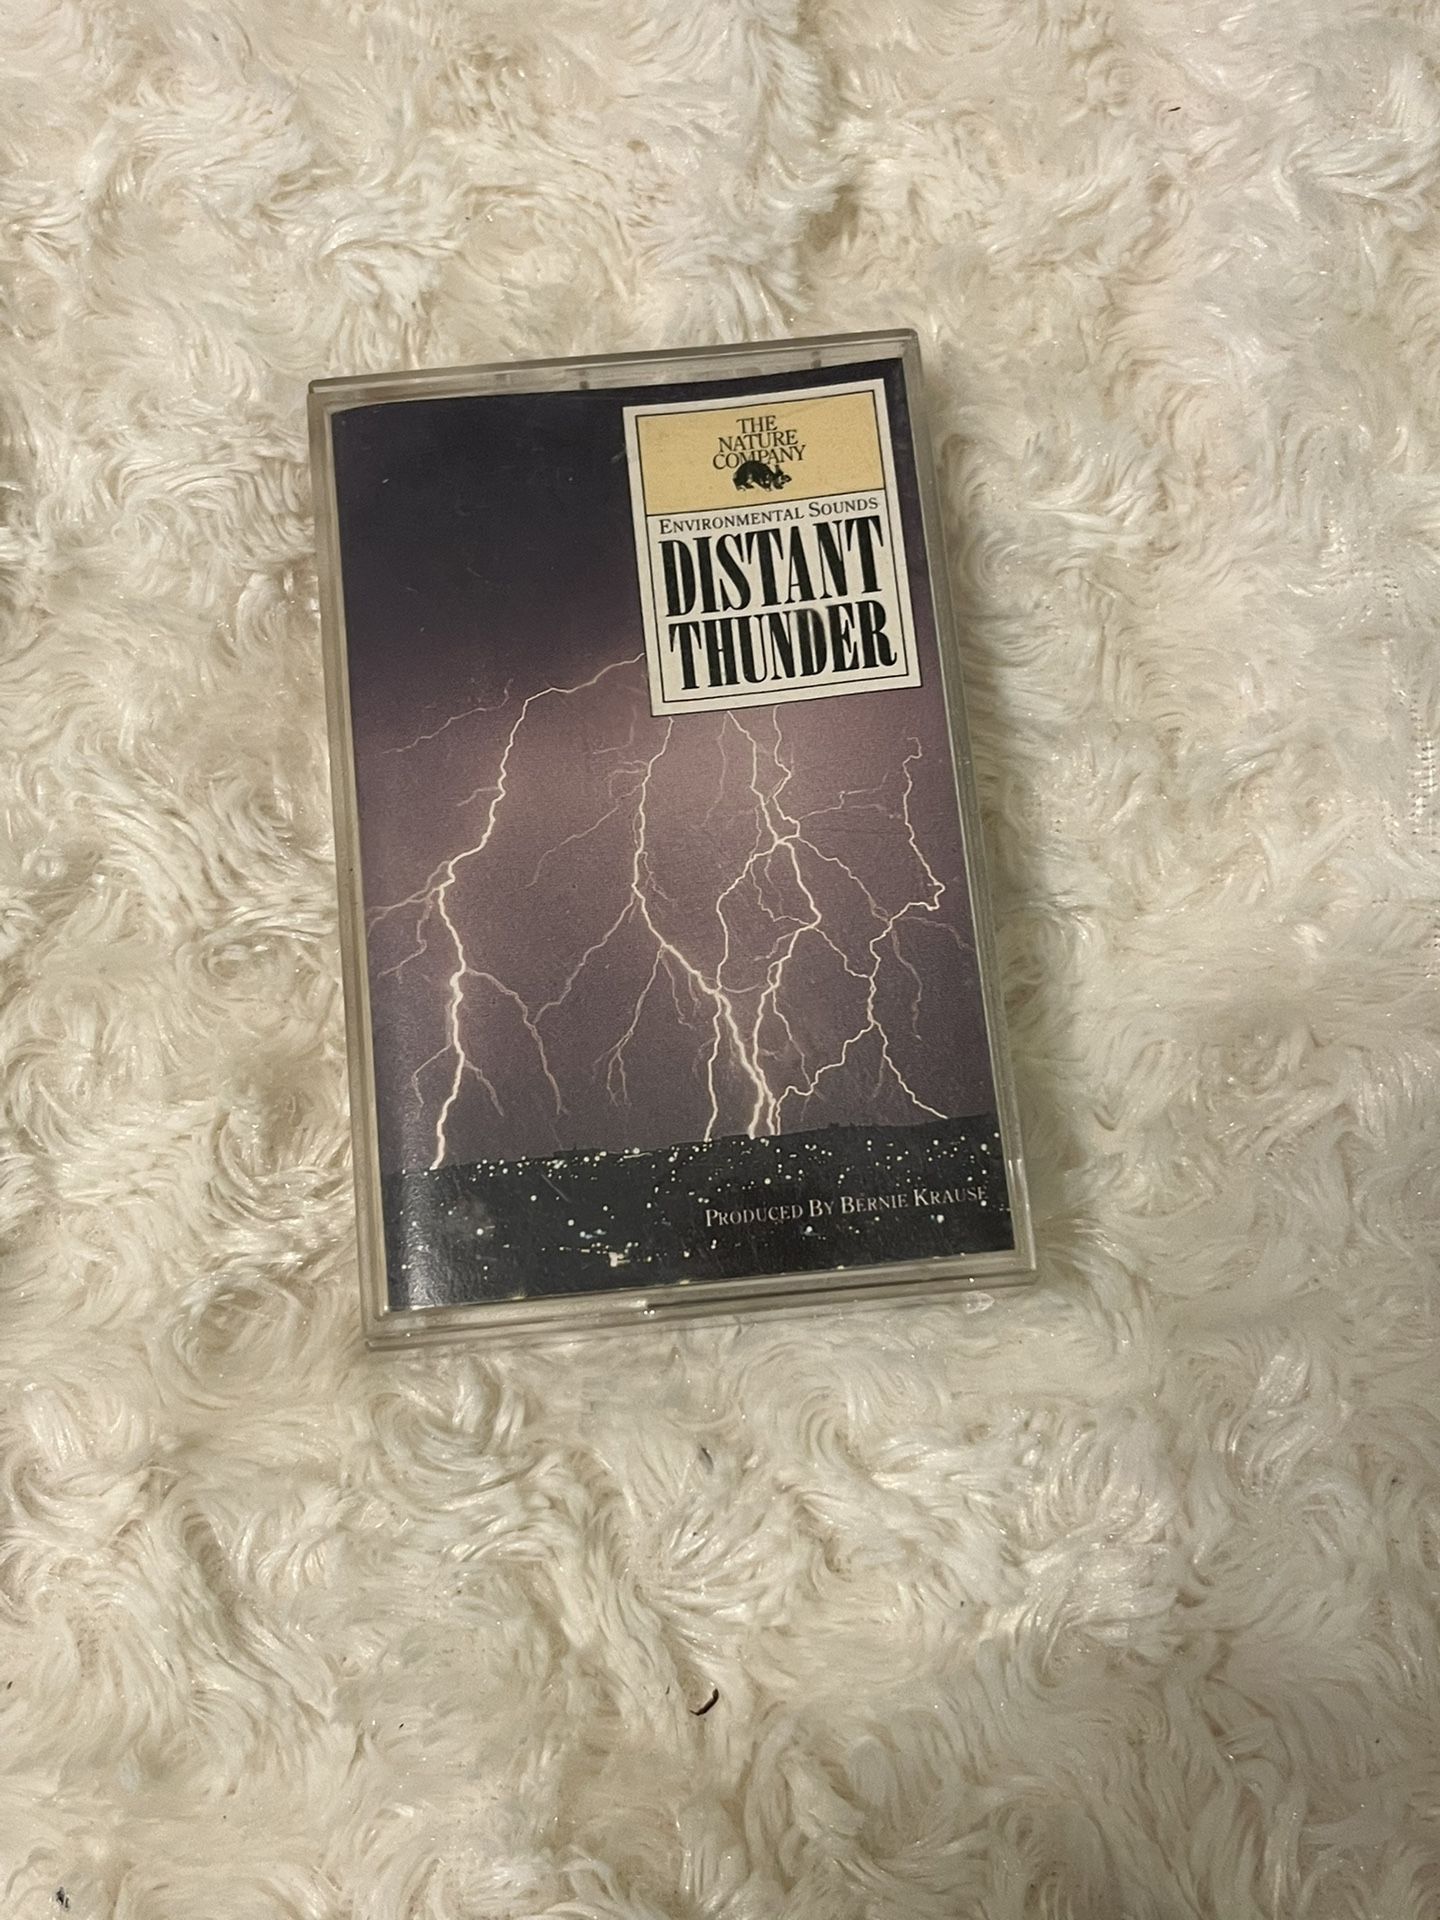 THE
NATURE
COMPANY
ENVIRONMENTAL SOUNDS
DISTANT
THUNDER
PRODUCED BY BERNIE KRAUSE